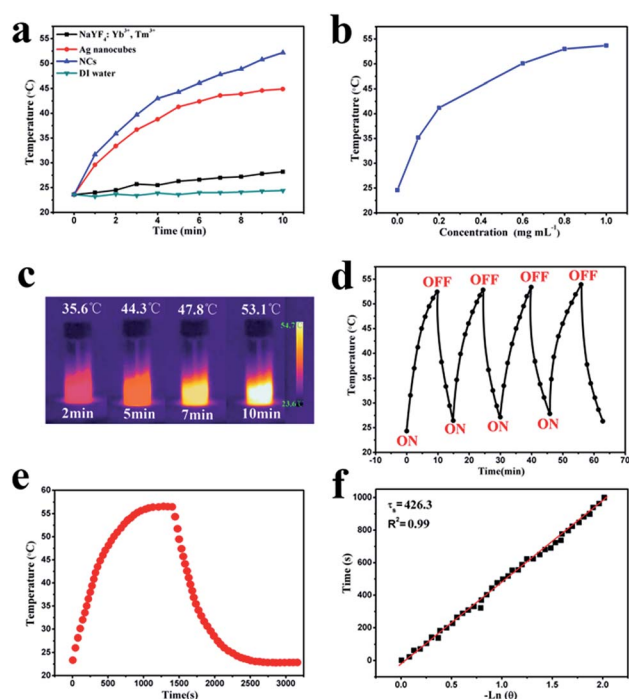 a
NaYF₄: Yb³⁺, Tm³⁺
Ag nanocubes
NCs
DI water
Temperature (°C)
55
50
45
40
35
30
25
20
0 2 4 6 8 10
Time (min)
b
Temperature (°C)
55
50
45
40
35
30
25
20
0.0 0.2 0.4 0.6 0.8 1.0
Concentration (mg mL⁻¹)
c
35.6℃ 44.3℃ 47.8℃ 53.1℃
54.7℃
23.6℃
2min 5min 7min 10min
d
Temperature (°C)
55
50
45
40
35
30
25
20
OFF OFF OFF OFF
ON ON ON ON
-10 0 10 20 30 40 50 60 70
Time(min)
e
Temperature (°C)
60
55
50
45
40
35
30
25
20
0 500 1000 1500 2000 2500 3000
Time(s)
f
τₛ=426.3
R²=0.99
Time (s)
1000
800
600
400
200
0
0.0 0.5 1.0 1.5 2.0
-Ln (θ)